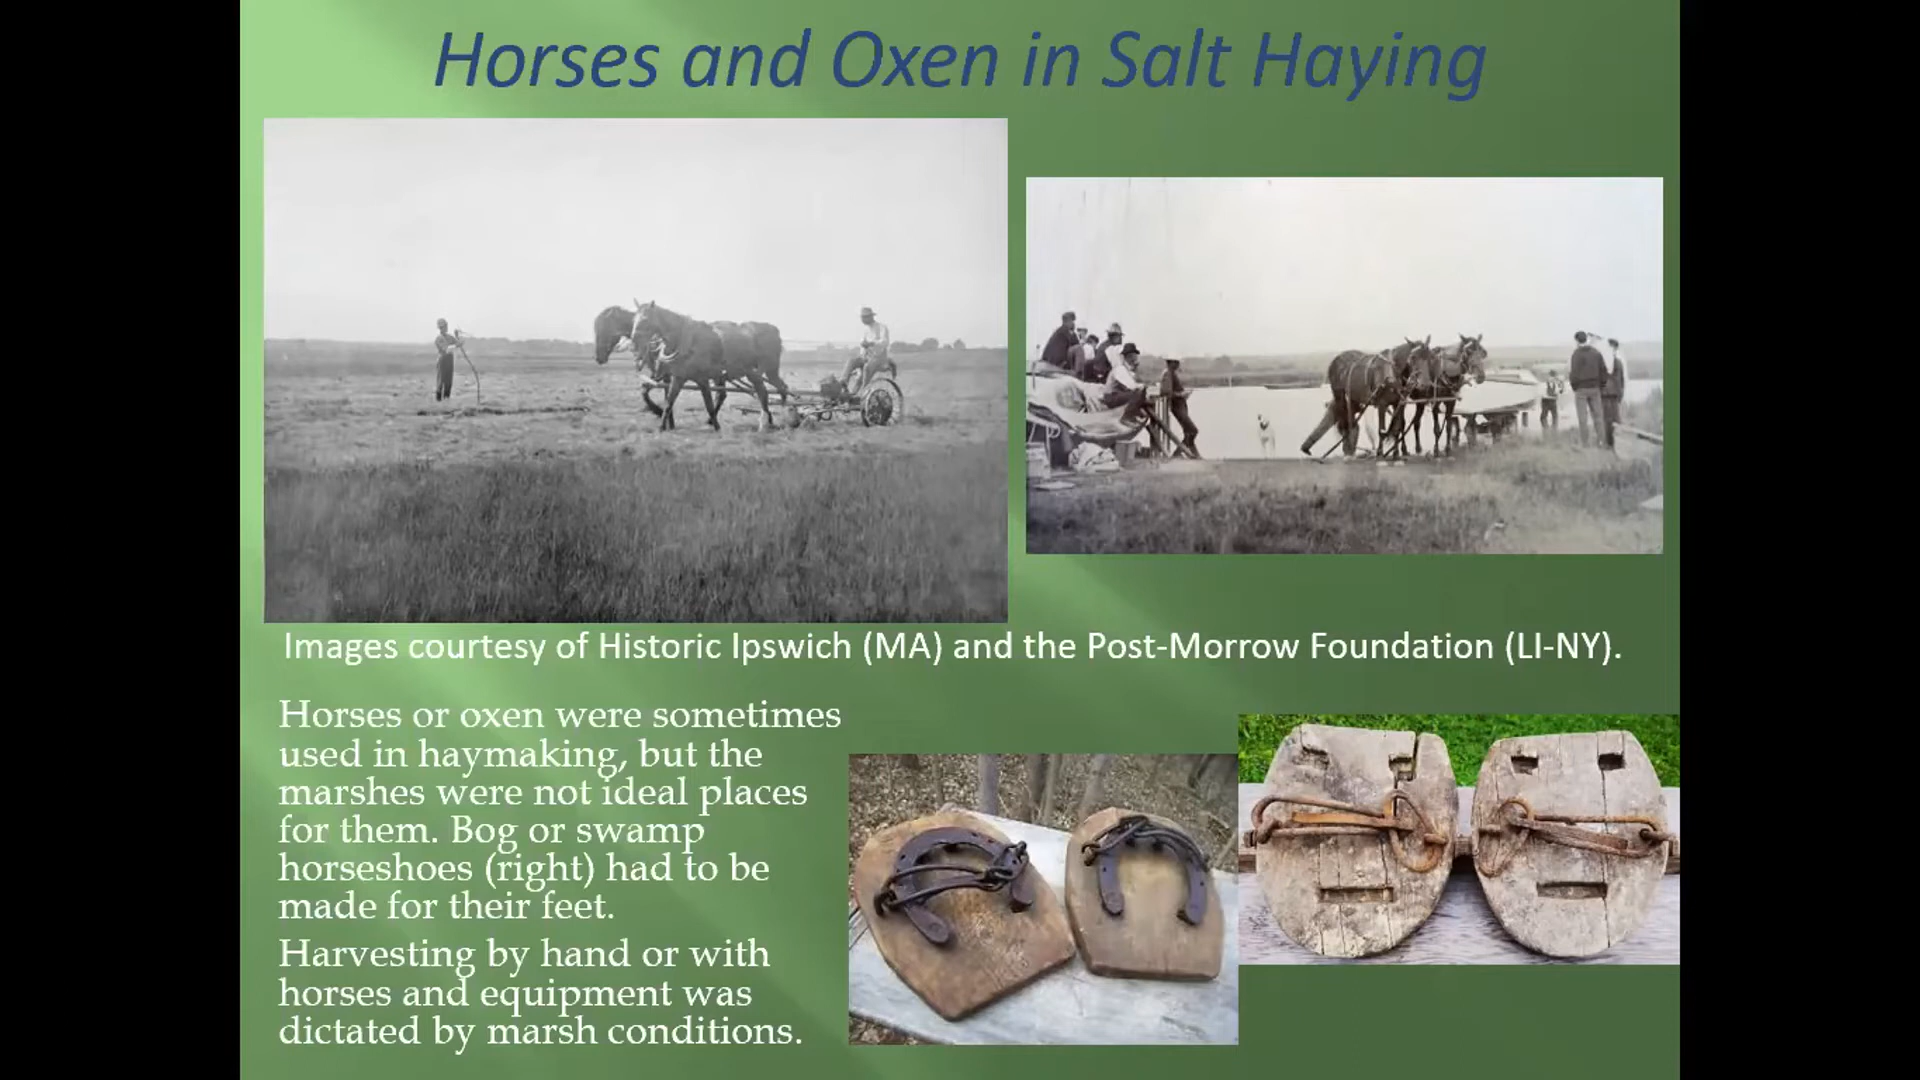 Horses and Oxen in Salt Haying
Images courtesy of Historic Ipswich (MA) and the Post-Morrow Foundation (LI-NY).
Horses or oxen were sometimes
used in haymaking, but the
marshes were not ideal places
for them. Bog or swamp
horseshoes (right) had to be
made for their feet.
Harvesting by hand or with
horses and equipment was
dictated by marsh conditions.